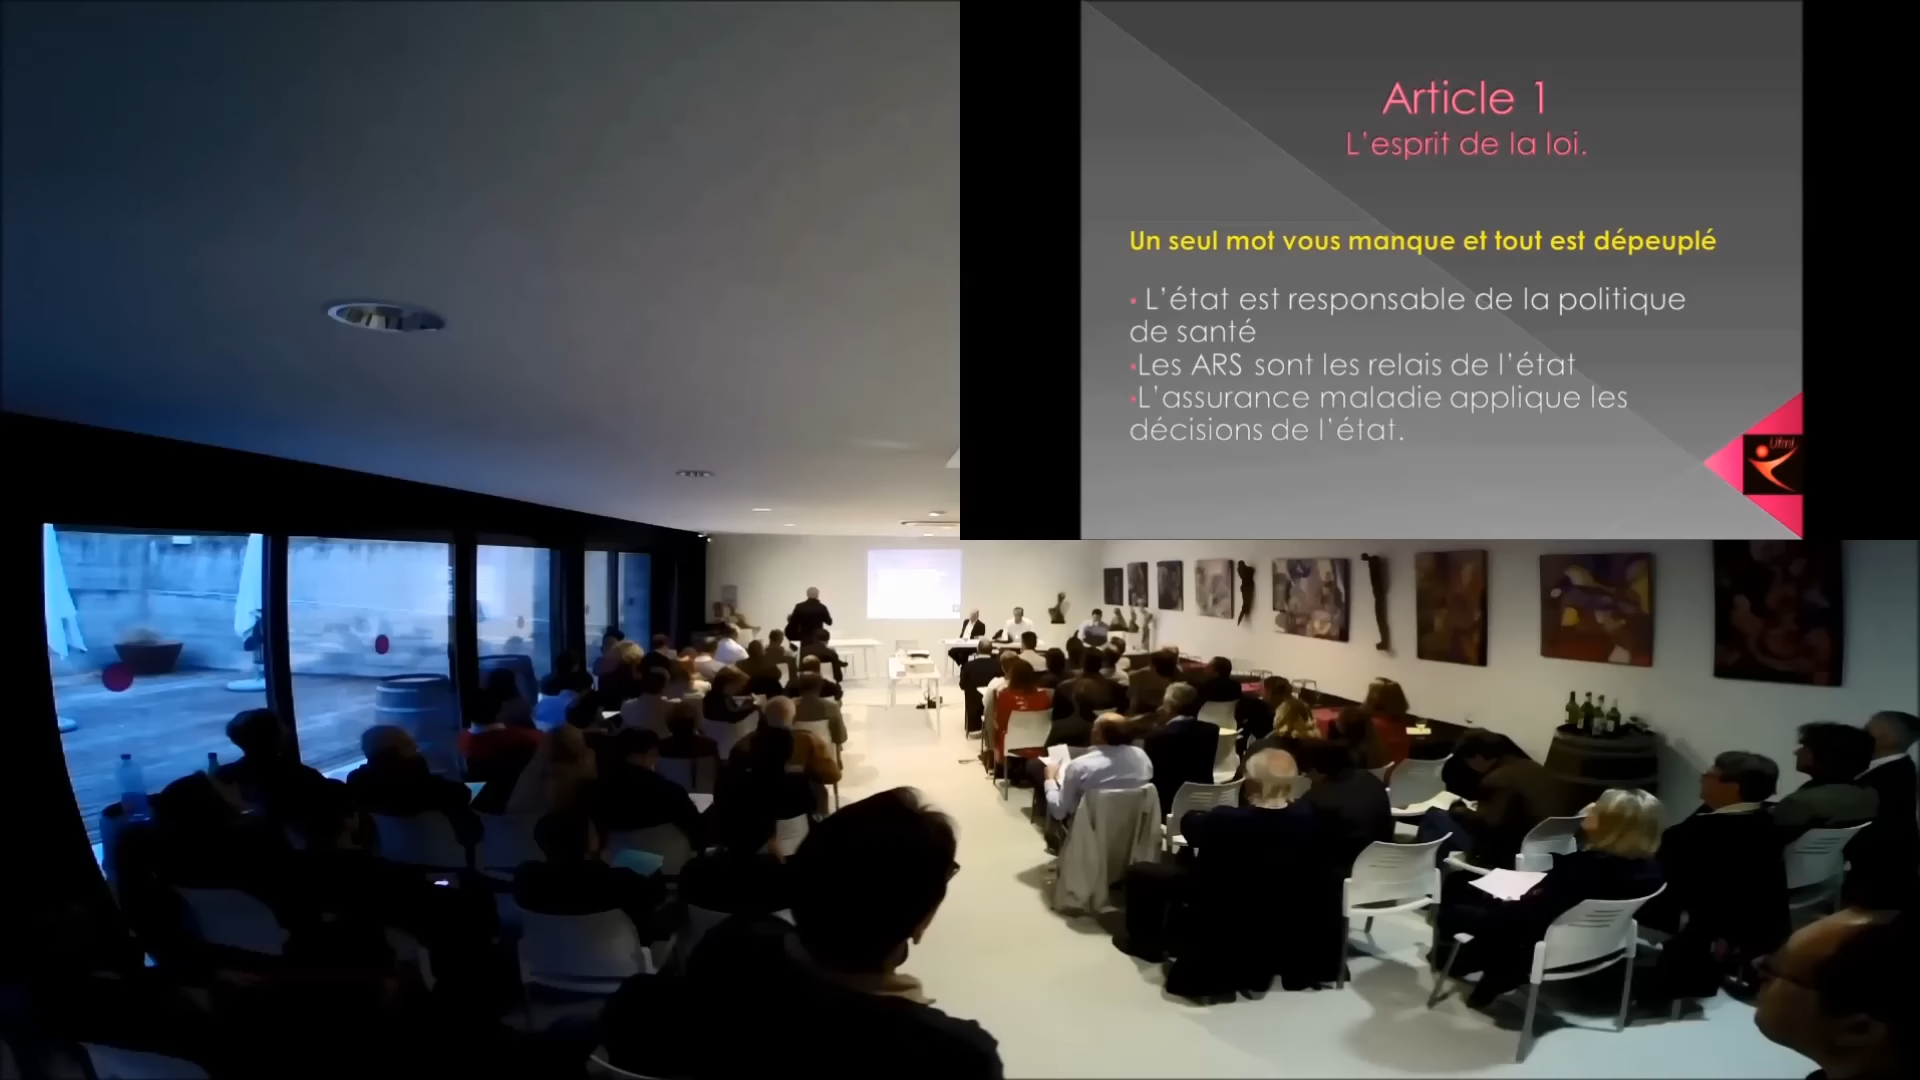 Article 1
L'esprit de la loi.
Un seul mot vous manque et tout est dépeuplé
• L'état est responsable de la politique
de santé
•Les ARS sont les relais de l'état
•L'assurance maladie applique les
décisions de l'état.
Ufml